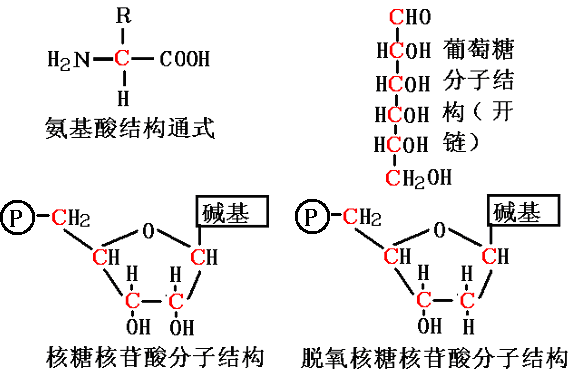 R
H₂N C COOH
H
氨基酸结构通式
CHO
HCOH
HCOH
HCOH
HCOH
CH₂OH
葡萄糖
分子结
构（开
链）
P CH₂ O 碱基
CH CH
H H
C C
OH OH
核糖核苷酸分子结构
P CH₂ O 碱基
CH CH
H H
C C
OH H
脱氧核糖核苷酸分子结构